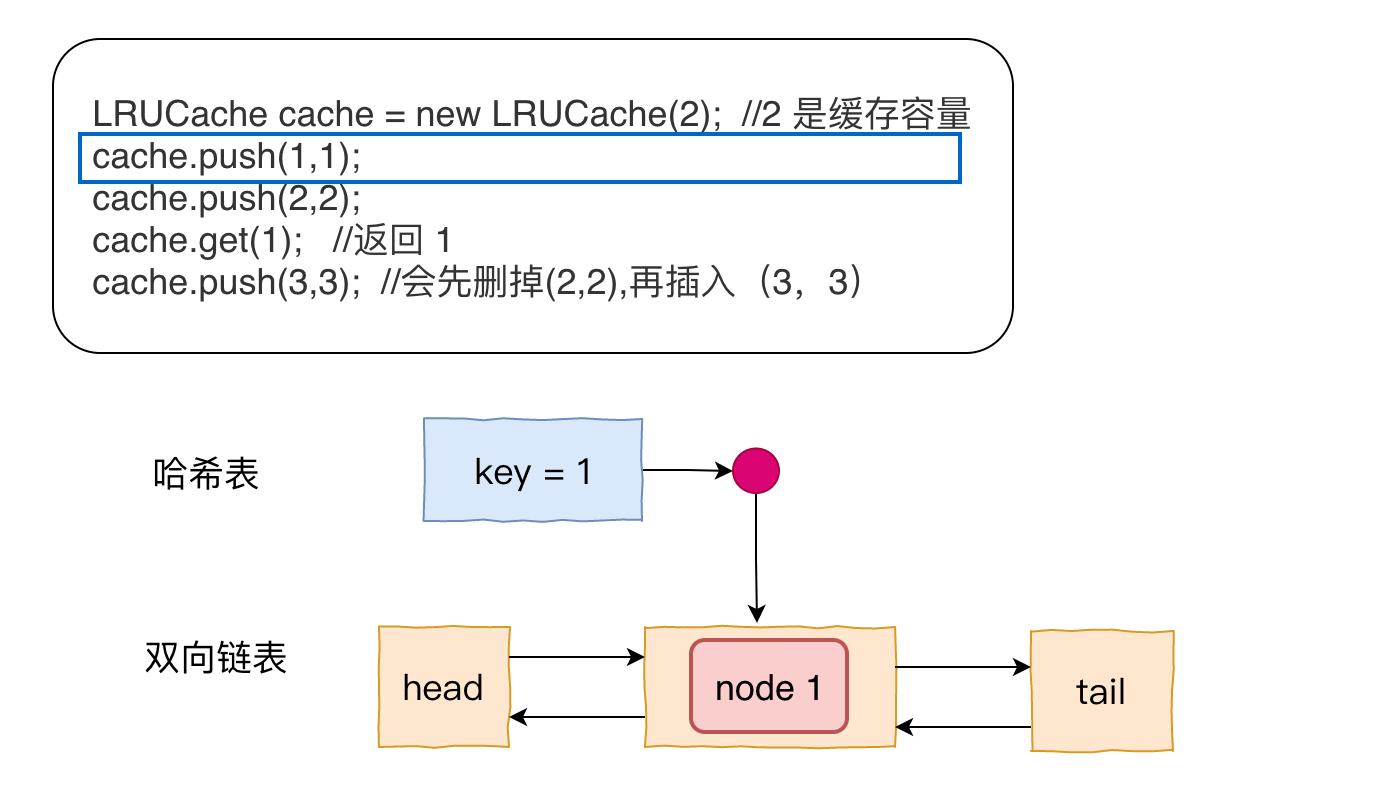 LRUCache cache = new LRUCache(2);  //2 是缓存容量
cache.push(1,1);
cache.push(2,2);
cache.get(1);   //返回 1
cache.push(3,3);  //会先删掉(2,2),再插入（3，3）
哈希表
key = 1
双向链表
head
node 1
tail